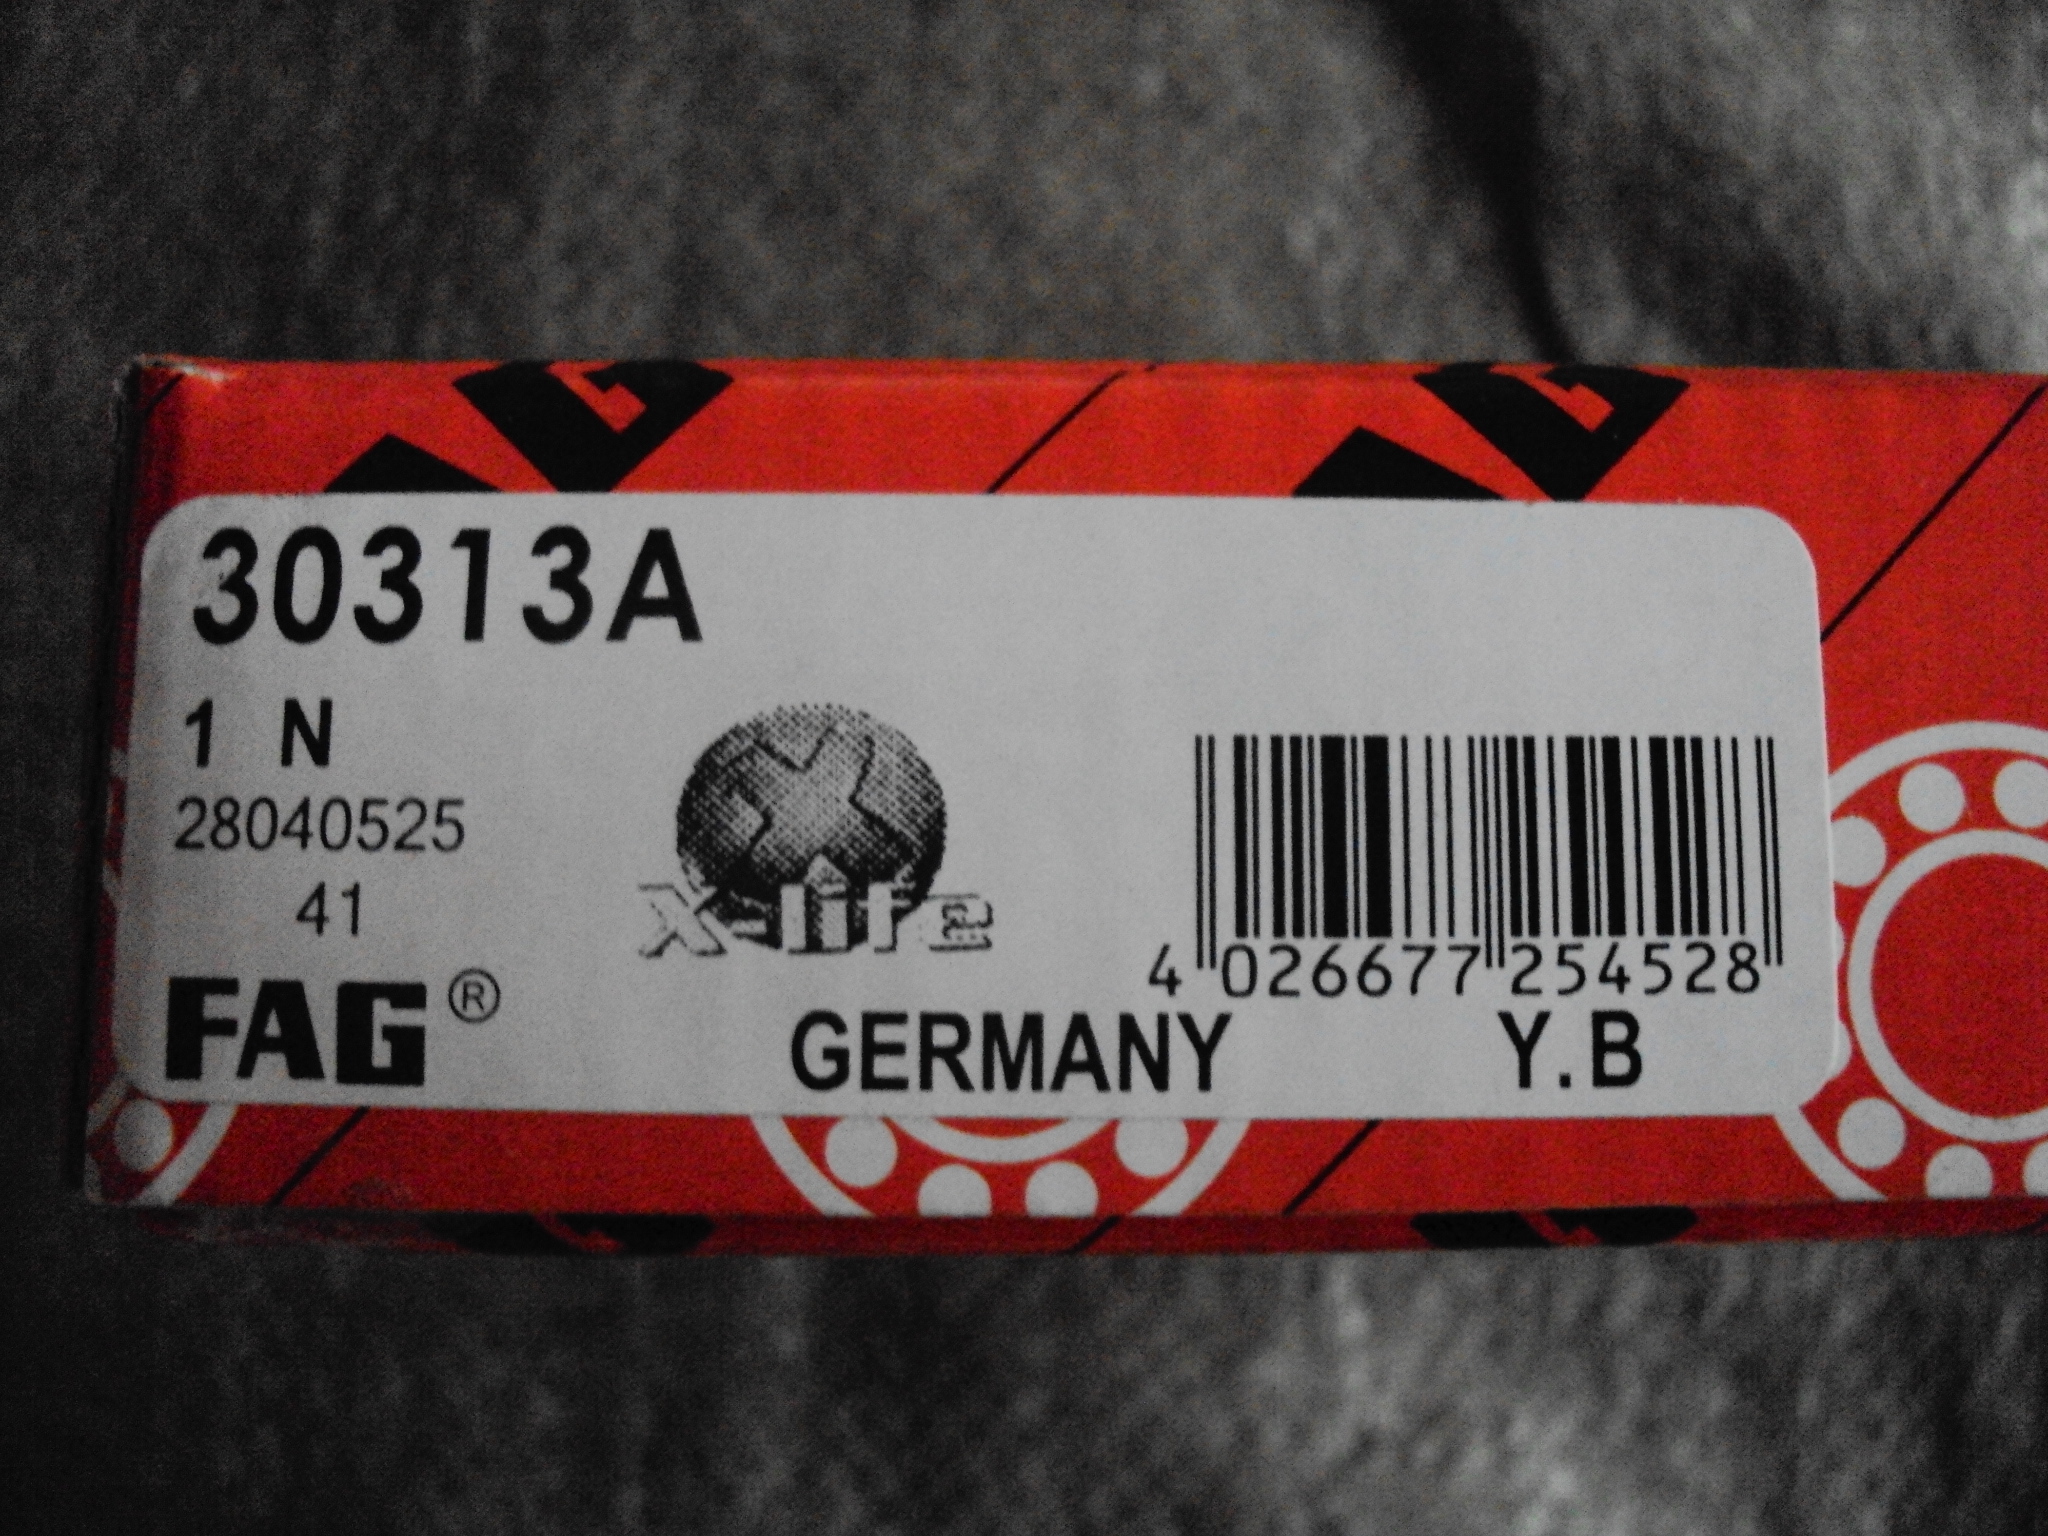 30313A
1 N
28040525
41
X-life
4 026677 254528
FAG®
GERMANY Y.B